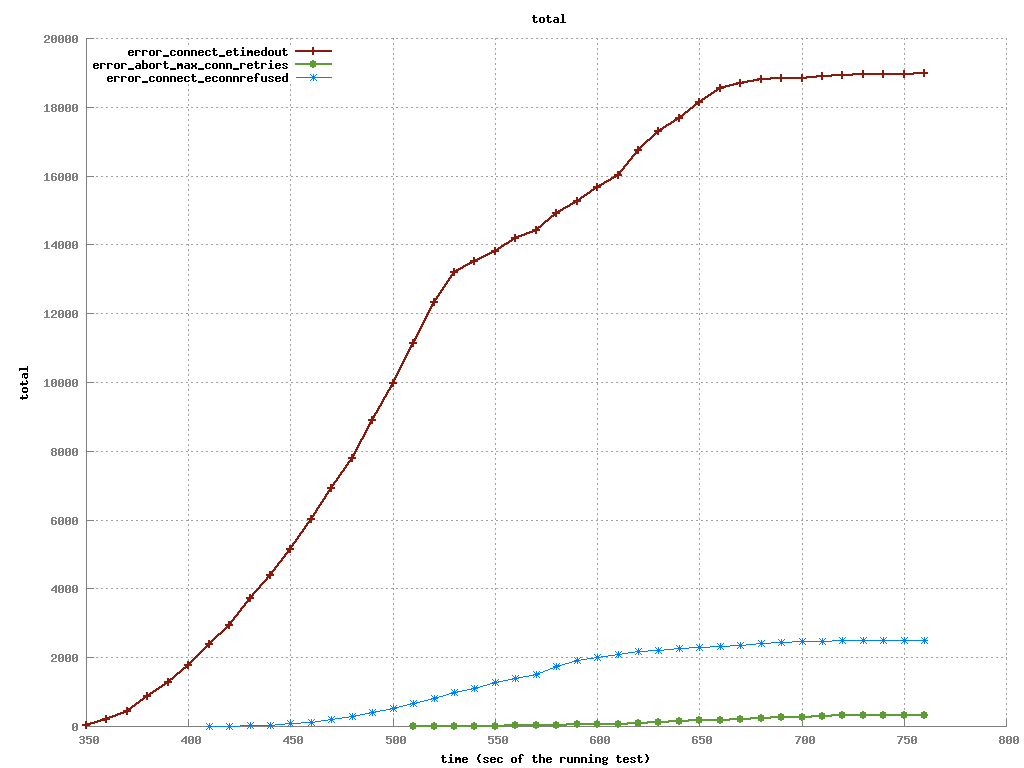 total
error_connect_etimedout
error_abort_max_conn_retries
error_connect_econnrefused
20000
18000
16000
14000
12000
10000
8000
6000
4000
2000
0
total
350 400 450 500 550 600 650 700 750 800
time (sec of the running test)